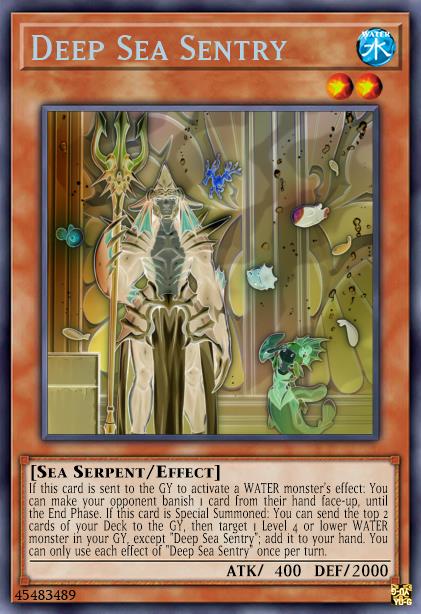 DEEP SEA SENTRY
WATER
水
[SEA SERPENT/EFFECT]
If this card is sent to the GY to activate a WATER monster's effect: You
can make your opponent banish 1 card from their hand face-up, until
the End Phase. If this card is Special Summoned: You can send the top 2
cards of your Deck to the GY, then target 1 Level 4 or lower WATER
monster in your GY, except "Deep Sea Sentry"; add it to your hand. You
can only use each effect of "Deep Sea Sentry" once per turn.
ATK/ 400 DEF/2000
45483489